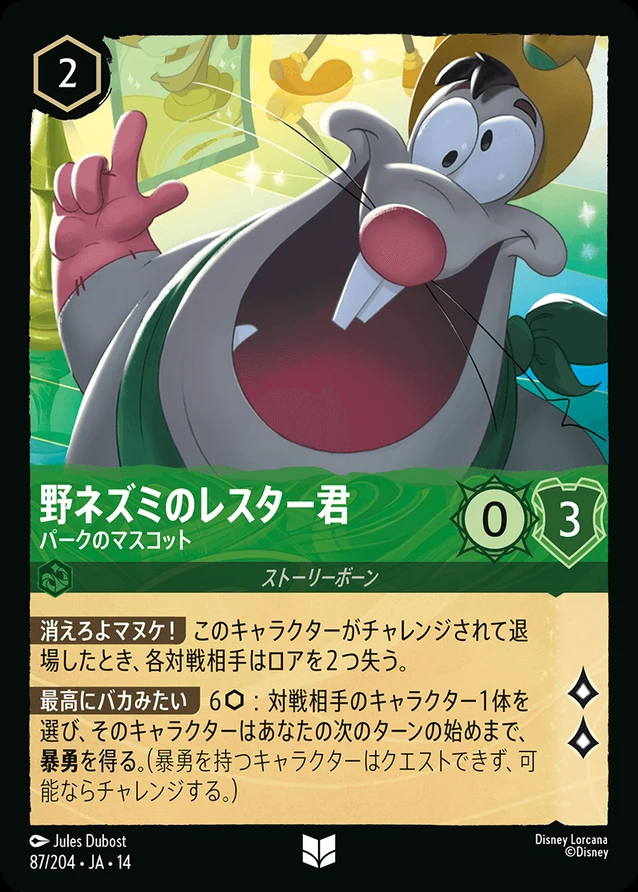 2
野ネズミのレスター君
パークのマスコット
0
3
ストーリーボーン
消えろよマヌケ! このキャラクターがチャレンジされて退
場したとき、各対戦相手はロアを2つ失う。
最高にバカみたい 6⬡:対戦相手のキャラクター1体を
選び、そのキャラクターはあなたの次のターンの始めまで、
暴勇を得る。(暴勇を持つキャラクターはクエストできず、可
能ならチャレンジする。)
Jules Dubost
87/204・JA・14
Disney Lorcana
©Disney